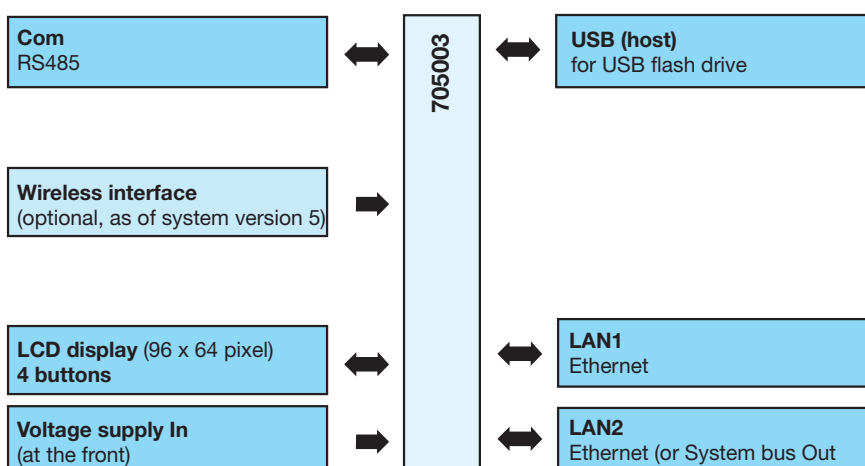 Com
RS485
705003
USB (host)
for USB flash drive
Wireless interface
(optional, as of system version 5)
LCD display (96 x 64 pixel)
4 buttons
LAN1
Ethernet
Voltage supply In
(at the front)
LAN2
Ethernet (or System bus Out